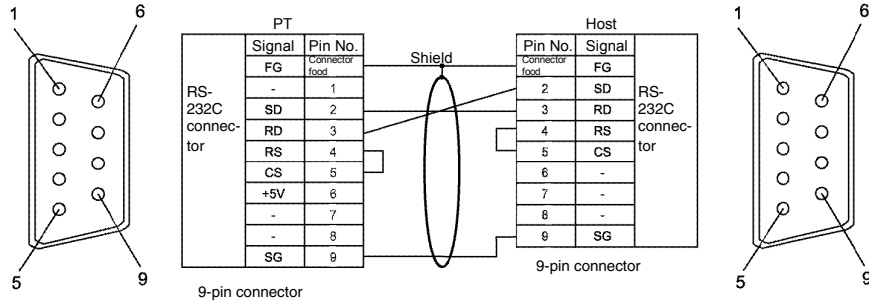 1 6 PT Host 1 6
Signal Pin No. Pin No. Signal
FG Connector food Shield Connector food FG
- 1 2 SD
RS-232C connec-tor
SD 2 3 RD
RS-232C connec-tor
RD 3 4 RS
RS 4 5 CS
CS 5 6 -
+5V 6 7 -
- 7 8 -
- 8 9 SG
SG 9
9-pin connector
9-pin connector
5 9 5 9